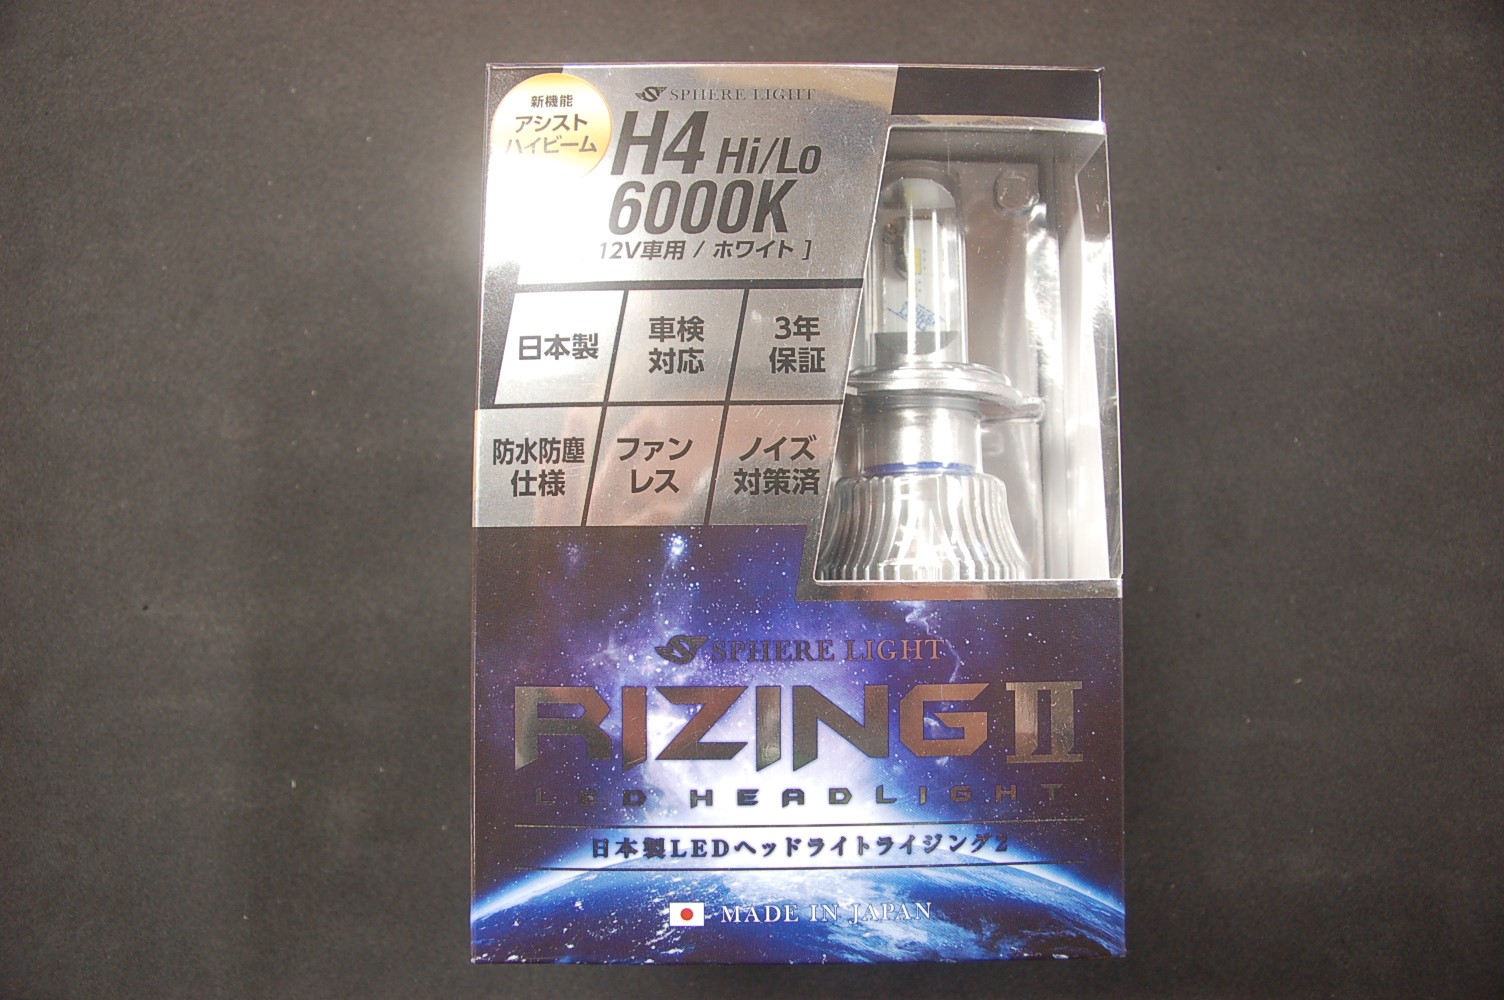 新機能
アシスト
ハイビーム
SPHERE LIGHT
H4 Hi/Lo
6000K
[ 12V車用 / ホワイト ]
日本製
車検
対応
3年
保証
防水防塵
仕様
ファン
レス
ノイズ
対策済
SPHERE LIGHT
RIZING II
LED HEADLIGHT
日本製LEDヘッドライトライジング2
MADE IN JAPAN